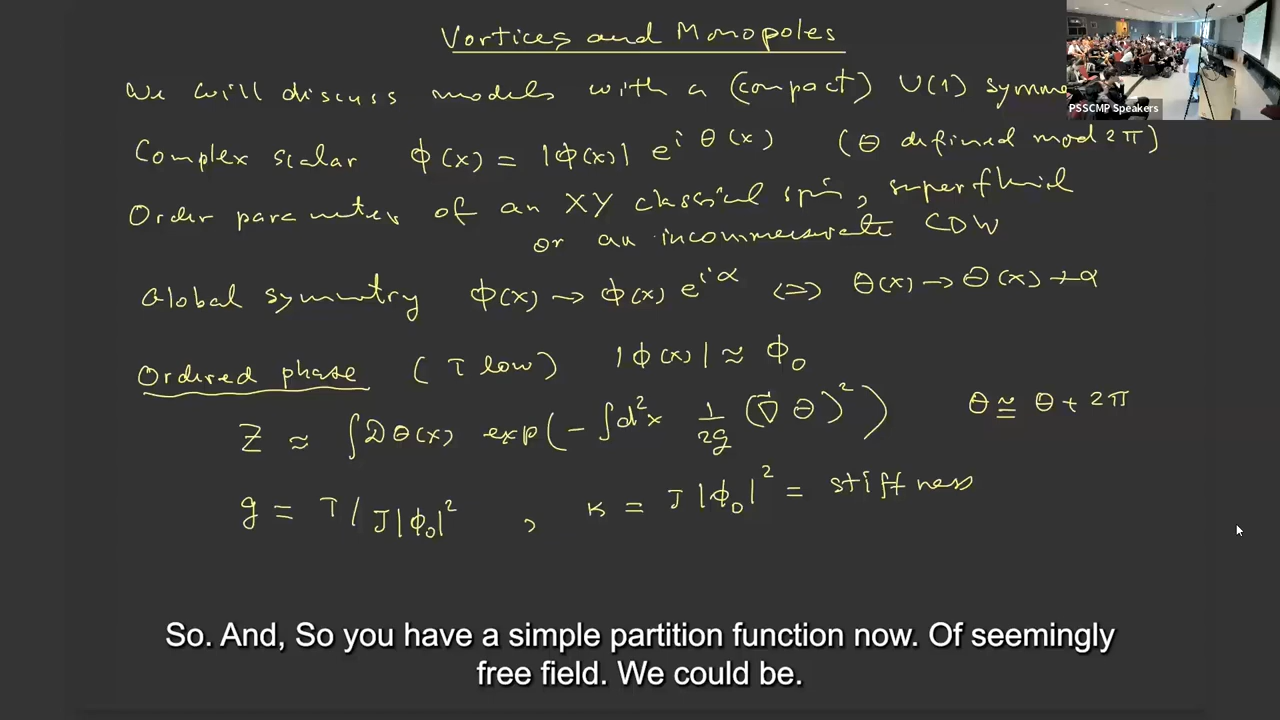 Vortices and Monopoles
We will discuss models with a (compact) U(1) symme
PSSCMP Speakers
Complex scalar ϕ(x) = |ϕ(x)| e^{iθ(x)} (θ defined mod 2π)
Order parameter of an XY classical spin, superfluid
or an incommensurate CDW
Global symmetry ϕ(x) → ϕ(x) e^{iα} ⇔ θ(x) → θ(x) + α
Ordered phase (T low) |ϕ(x)| ≈ ϕ₀
Z ≈ ∫Dθ(x) exp(-∫d²x 1/2g (∇⃗θ)²) θ ≅ θ + 2π
g = T/J|ϕ₀|² , κ = J|ϕ₀|² = stiffness
So. And, So you have a simple partition function now. Of seemingly
free field. We could be.